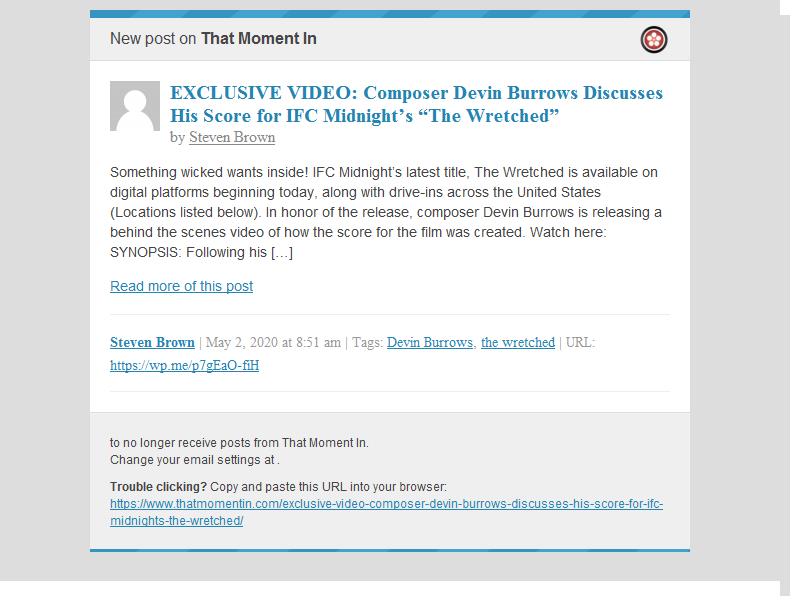 New post on That Moment In
EXCLUSIVE VIDEO: Composer Devin Burrows Discusses
His Score for IFC Midnight’s “The Wretched”
by Steven Brown
Something wicked wants inside! IFC Midnight’s latest title, The Wretched is available on
digital platforms beginning today, along with drive-ins across the United States
(Locations listed below). In honor of the release, composer Devin Burrows is releasing a
behind the scenes video of how the score for the film was created. Watch here:
SYNOPSIS: Following his […]
Read more of this post
Steven Brown | May 2, 2020 at 8:51 am | Tags: Devin Burrows, the wretched | URL:
https://wp.me/p7gEaO-fiH
to no longer receive posts from That Moment In.
Change your email settings at .
Trouble clicking? Copy and paste this URL into your browser:
https://www.thatmomentin.com/exclusive-video-composer-devin-burrows-discusses-his-score-for-ifc-
midnights-the-wretched/